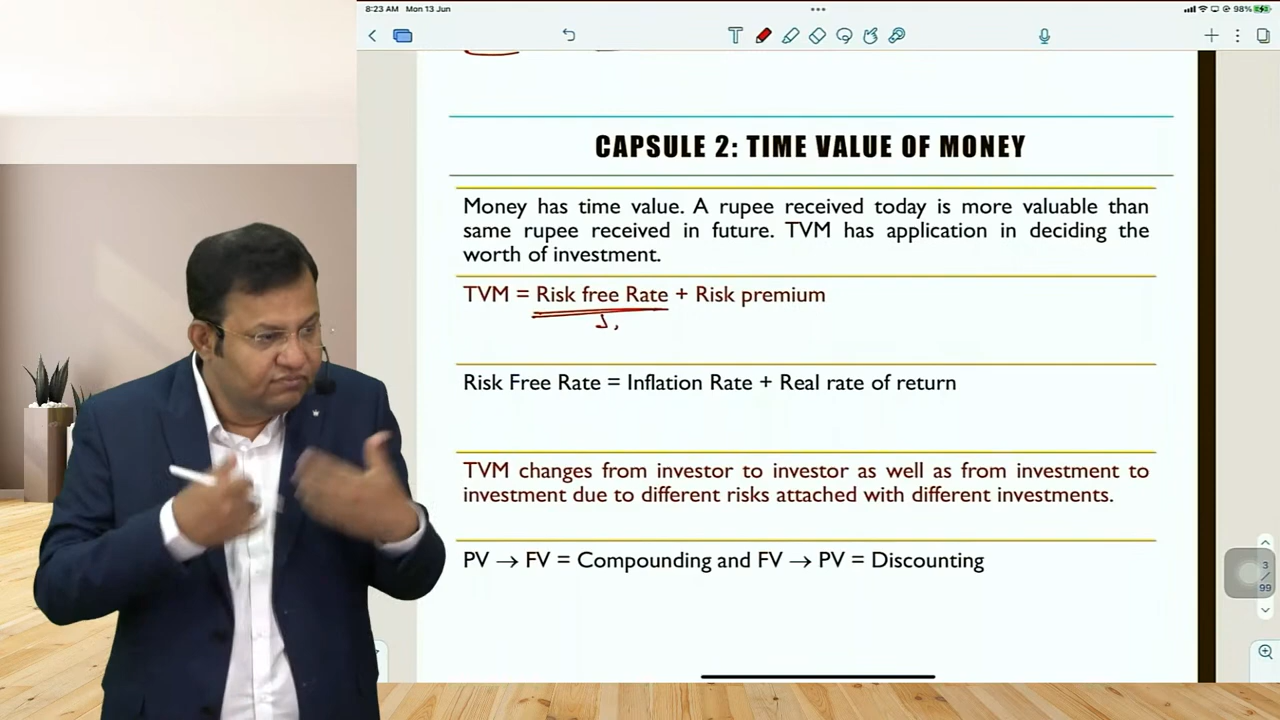 8:23 AM Mon 13 Jun
98%
CAPSULE 2: TIME VALUE OF MONEY
Money has time value. A rupee received today is more valuable than
same rupee received in future. TVM has application in deciding the
worth of investment.
TVM = Risk free Rate + Risk premium
Risk Free Rate = Inflation Rate + Real rate of return
TVM changes from investor to investor as well as from investment to
investment due to different risks attached with different investments.
PV → FV = Compounding and FV → PV = Discounting
3
/
99